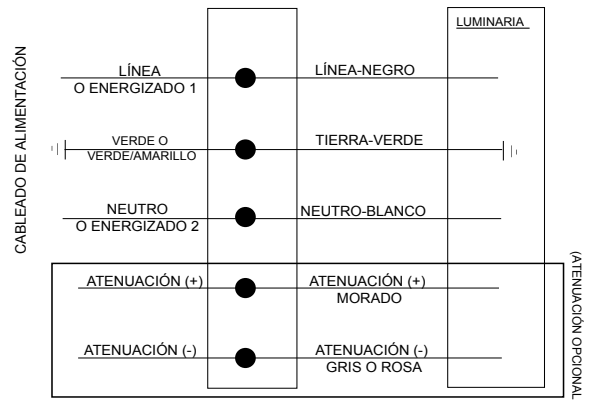 LUMINARIA
CABLEADO DE ALIMENTACIÓN
LÍNEA
O ENERGIZADO 1
LÍNEA-NEGRO
VERDE O
VERDE/AMARILLO
TIERRA-VERDE
NEUTRO
O ENERGIZADO 2
NEUTRO-BLANCO
ATENUACIÓN (+)
ATENUACIÓN (+)
MORADO
ATENUACIÓN (-)
ATENUACIÓN (-)
GRIS O ROSA
(ATENUACIÓN OPCIONAL